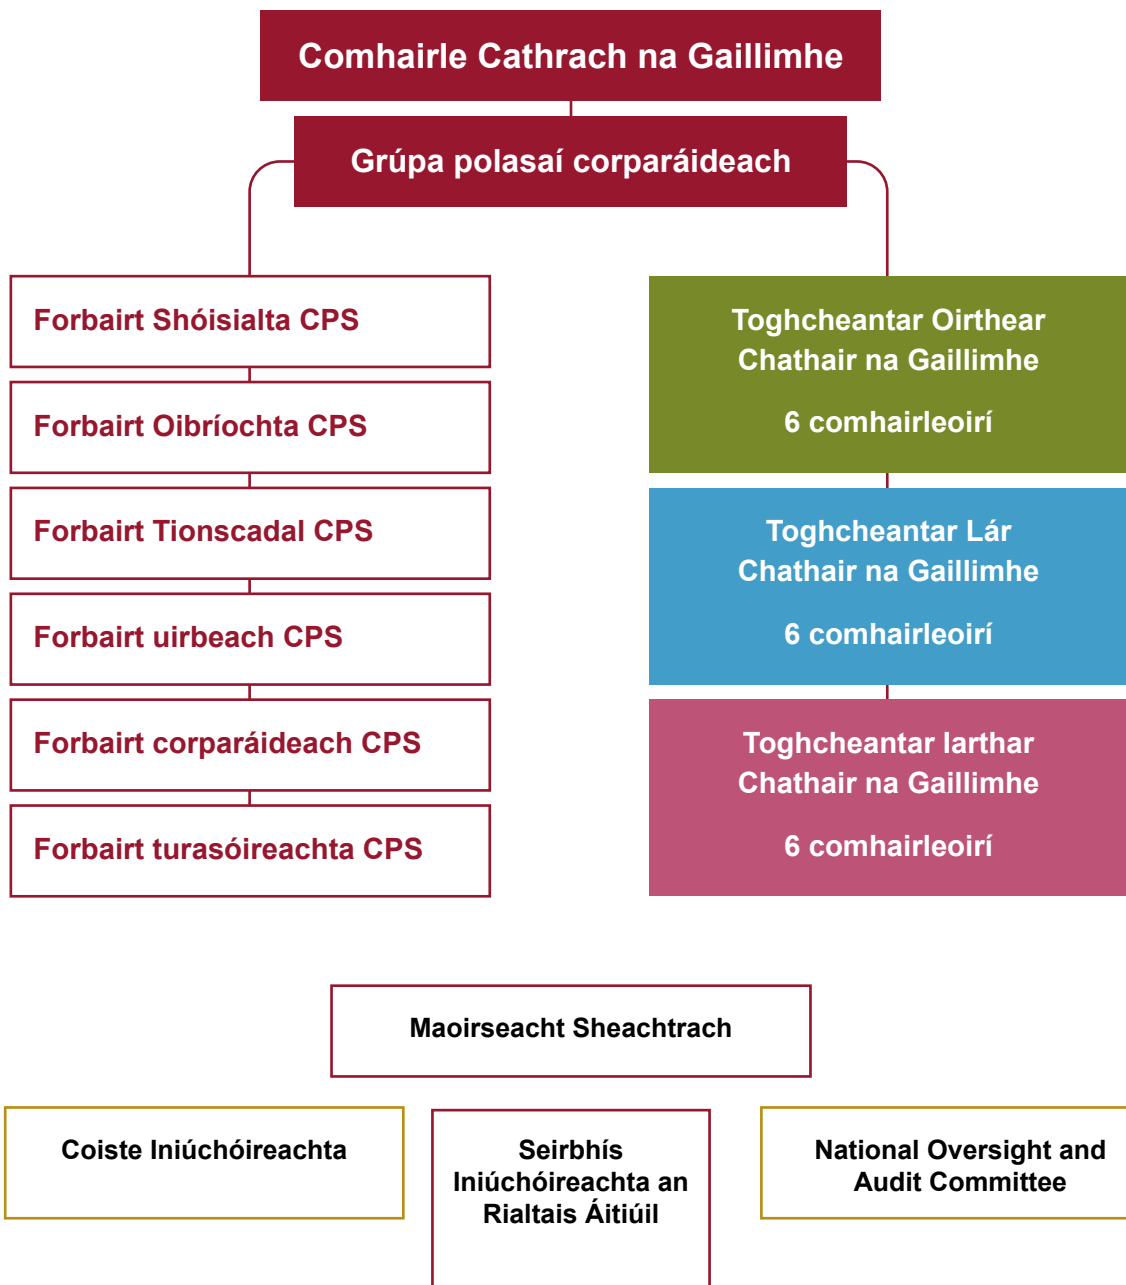 Comhairle Cathrach na Gaillimhe
Grúpa polasaí corparáideach
Forbairt Shóisialta CPS
Forbairt Oibríochta CPS
Forbairt Tionscadal CPS
Forbairt uirbeach CPS
Forbairt corparáideach CPS
Forbairt turasóireachta CPS
Toghcheantar Oirthear
Chathair na Gaillimhe
6 comhairleoirí
Toghcheantar Lár
Chathair na Gaillimhe
6 comhairleoirí
Toghcheantar Iarthar
Chathair na Gaillimhe
6 comhairleoirí
Maoirseacht Sheachtrach
Coiste Iniúchóireachta
Seirbhís
Iniúchóireachta an
Rialtais Áitiúil
National Oversight and
Audit Committee